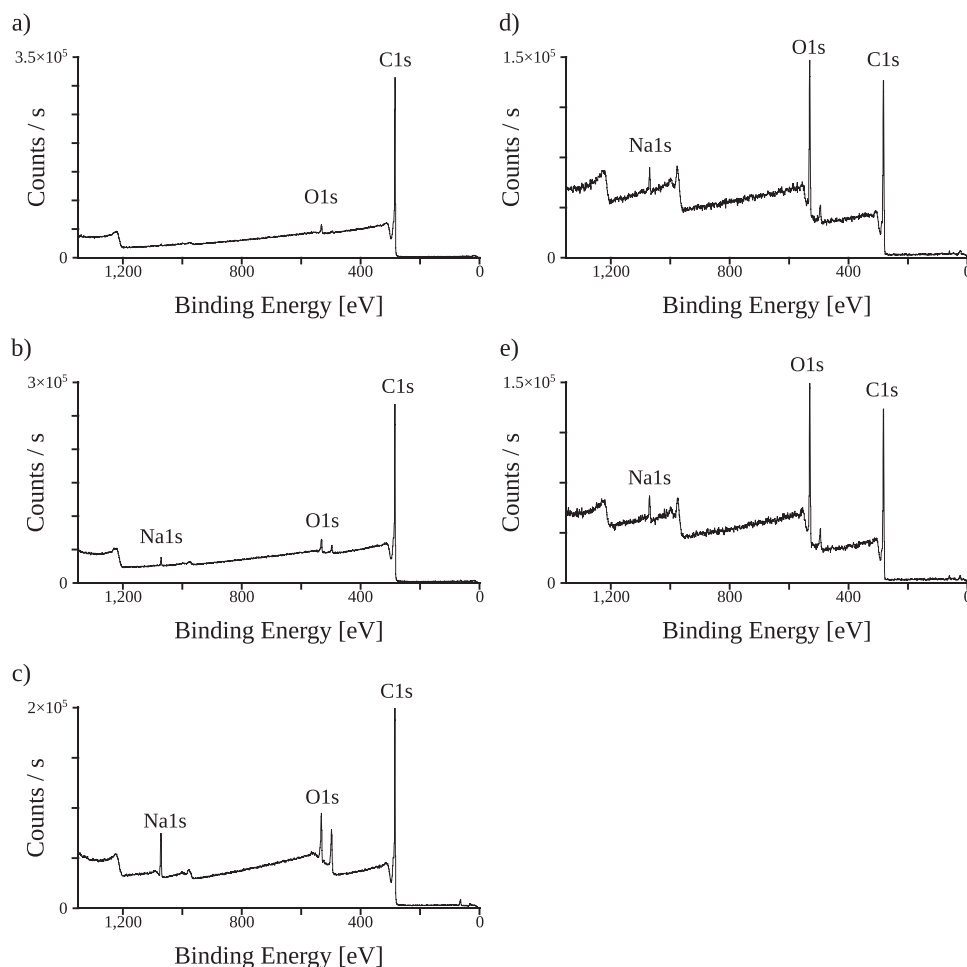 a)
3.5×10⁵
C1s
O1s
Counts / s
0
1,200 800 400 0
Binding Energy [eV]
b)
3×10⁵
C1s
O1s
Na1s
Counts / s
0
1,200 800 400 0
Binding Energy [eV]
c)
2×10⁵
C1s
O1s
Na1s
Counts / s
0
1,200 800 400 0
Binding Energy [eV]
d)
1.5×10⁵
O1s
C1s
Na1s
Counts / s
0
1,200 800 400 0
Binding Energy [eV]
e)
1.5×10⁵
O1s
C1s
Na1s
Counts / s
0
1,200 800 400 0
Binding Energy [eV]